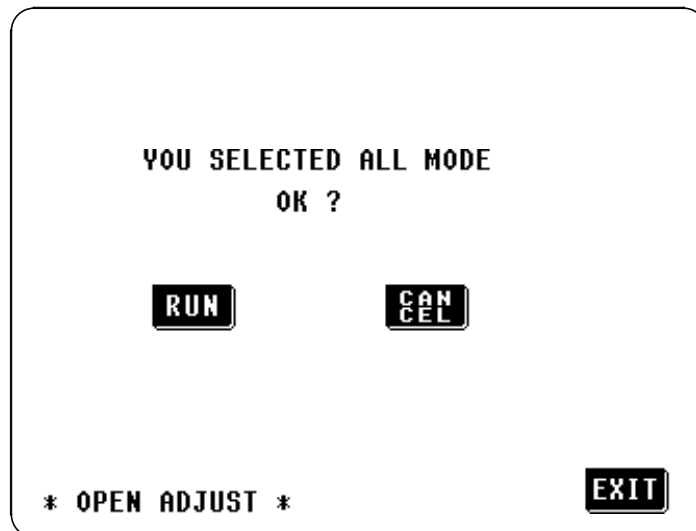 YOU SELECTED ALL MODE
OK ?
RUN
CAN
CEL
EXIT
* OPEN ADJUST *